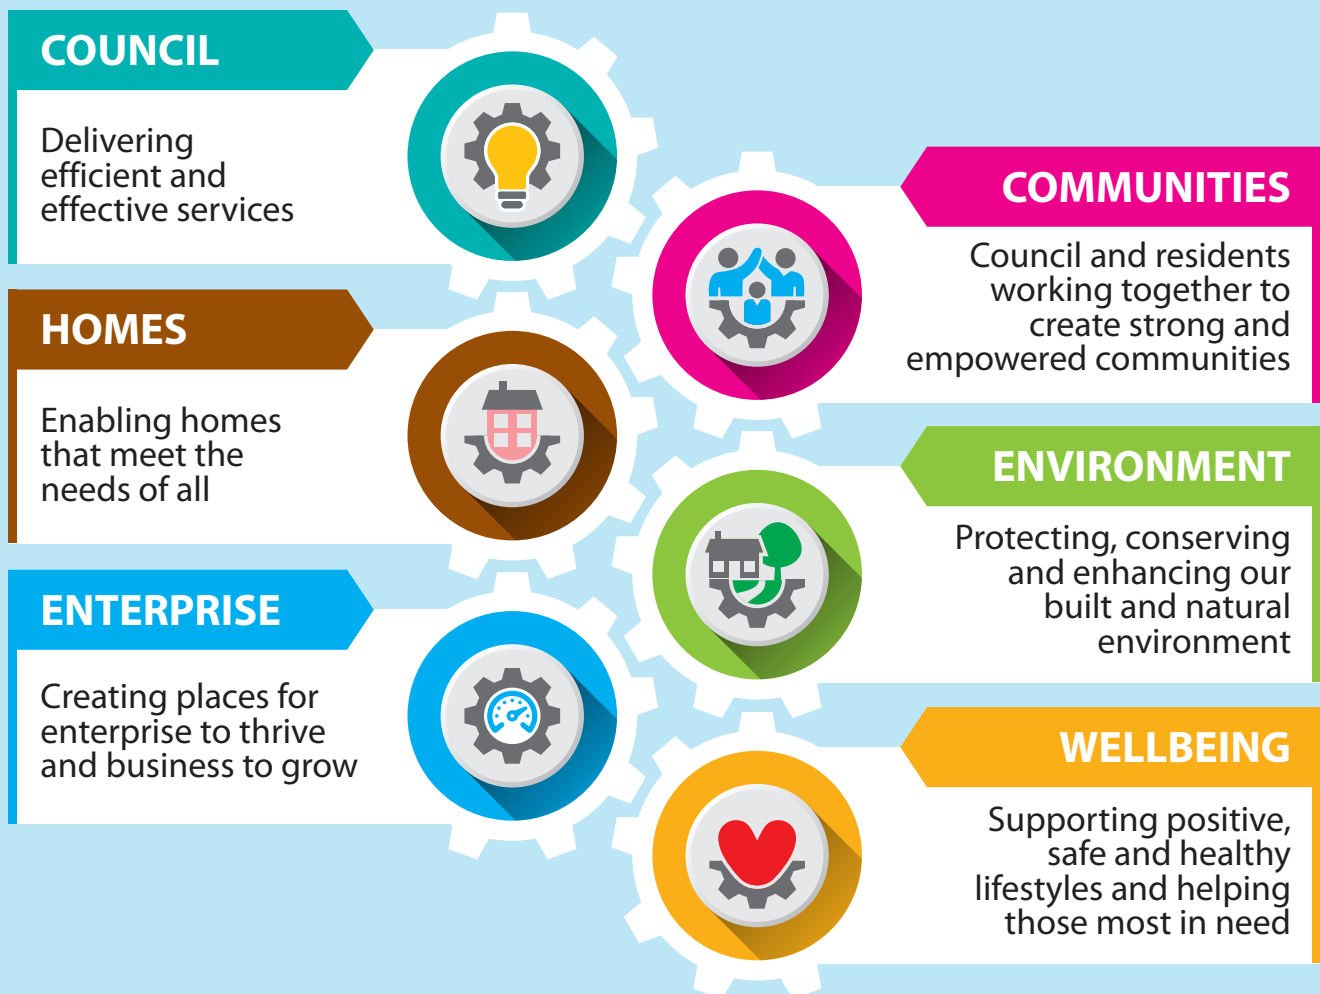 COUNCIL
Delivering
efficient and
effective services
COMMUNITIES
Council and residents
working together to
create strong and
empowered communities
HOMES
Enabling homes
that meet the
needs of all
ENVIRONMENT
Protecting, conserving
and enhancing our
built and natural
environment
ENTERPRISE
Creating places for
enterprise to thrive
and business to grow
WELLBEING
Supporting positive,
safe and healthy
lifestyles and helping
those most in need